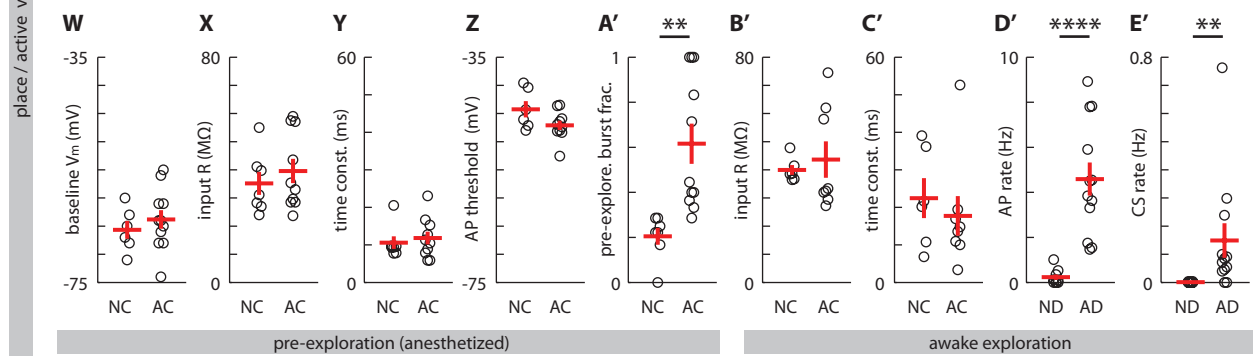 place / active v
W X Y Z A’ B’ C’ D’ E’
** **** **
-35 80 60 -35 1 80 60 10 0.8
baseline Vm (mV)
input R (MΩ)
time const. (ms)
AP threshold (mV)
pre-explore. burst frac.
input R (MΩ)
time const. (ms)
AP rate (Hz)
CS rate (Hz)
-75 0 0 -75 0 0 0 0 0
NC AC NC AC NC AC NC AC NC AC NC AC NC AC ND AD ND AD
pre-exploration (anesthetized) awake exploration